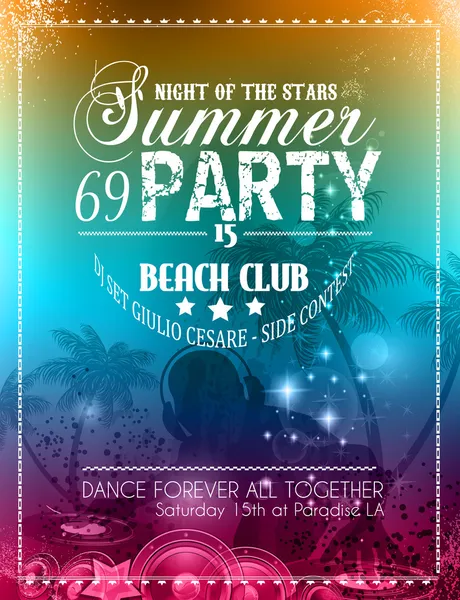 NIGHT OF THE STARS
Summer
69 PARTY
15
BEACH CLUB
DJ SET GIULIO CESARE - SIDE CONTEST
DANCE FOREVER ALL TOGETHER
Saturday 15th at Paradise LA